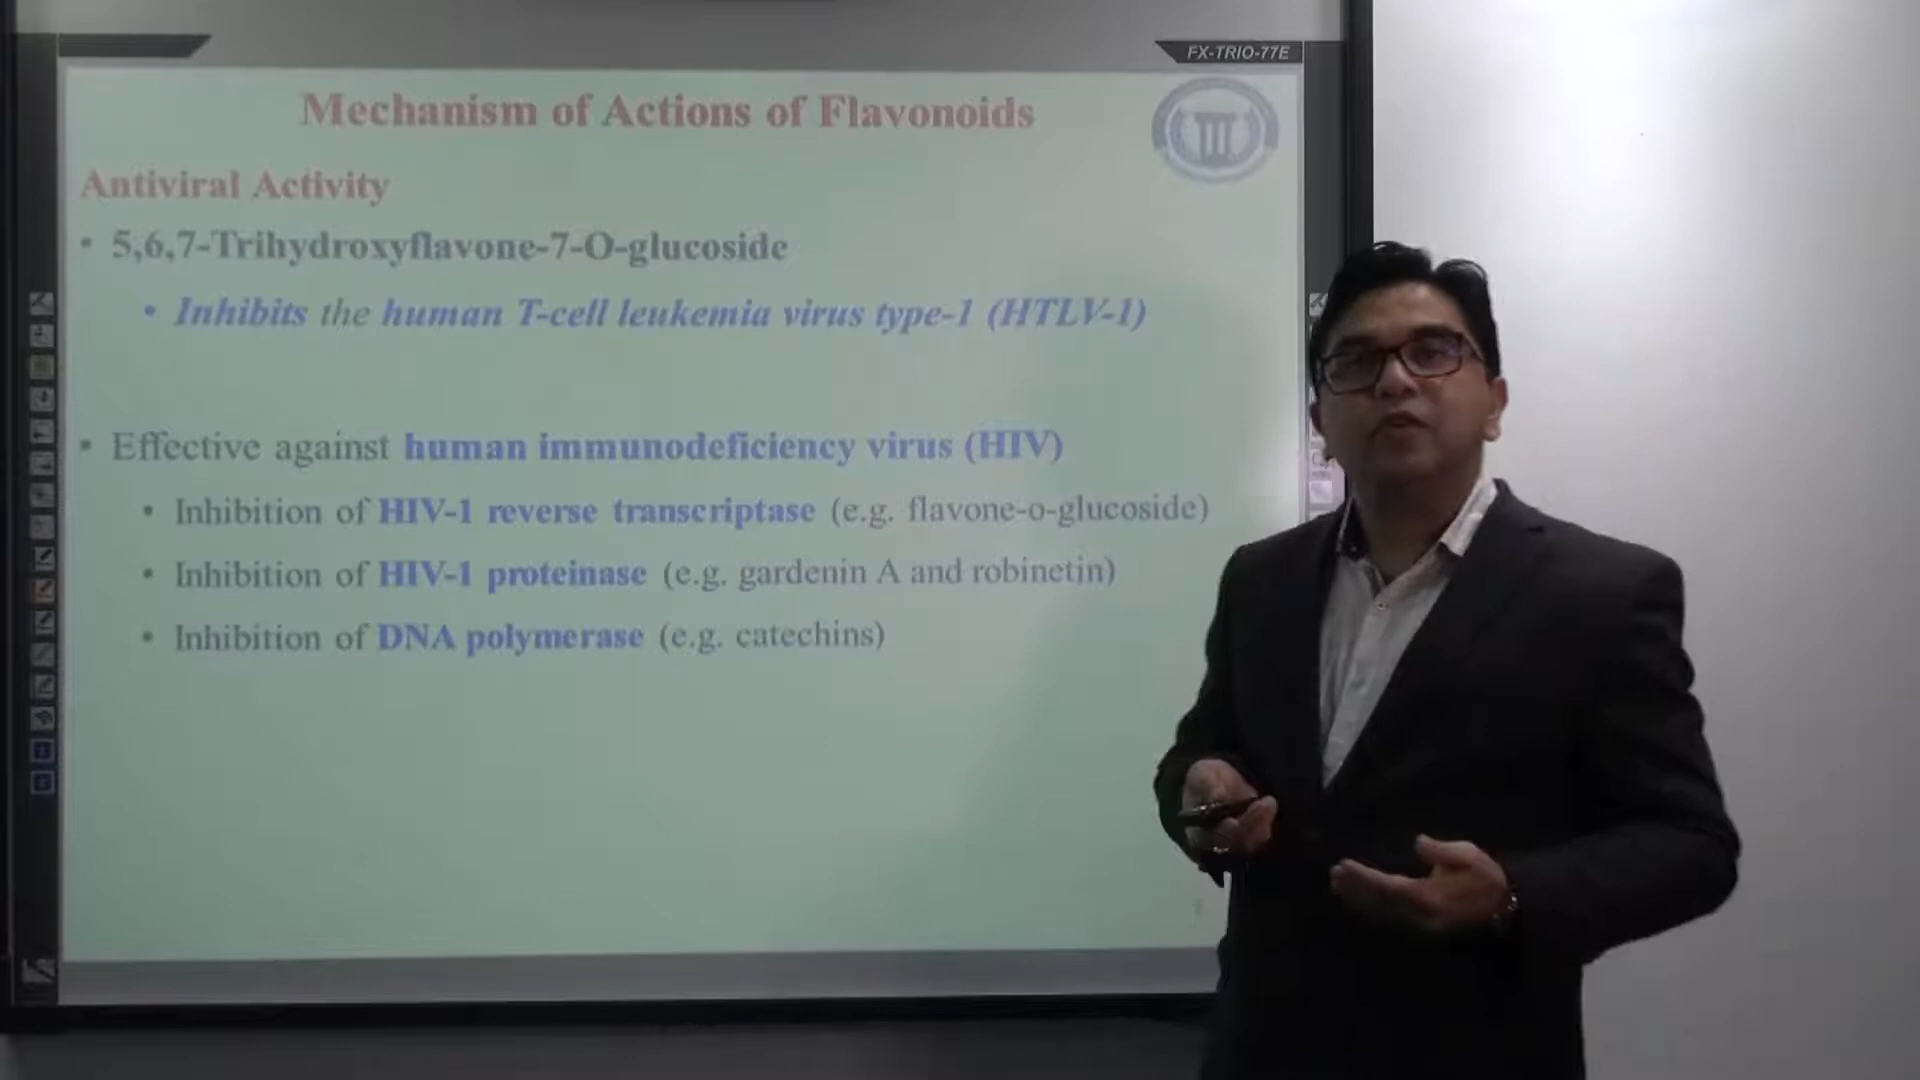 FX-TRIO-77E
Mechanism of Actions of Flavonoids
Antiviral Activity
• 5,6,7-Trihydroxyflavone-7-O-glucoside
• Inhibits the human T-cell leukemia virus type-1 (HTLV-1)
• Effective against human immunodeficiency virus (HIV)
• Inhibition of HIV-1 reverse transcriptase (e.g. flavone-o-glucoside)
• Inhibition of HIV-1 proteinase (e.g. gardenin A and robinetin)
• Inhibition of DNA polymerase (e.g. catechins)